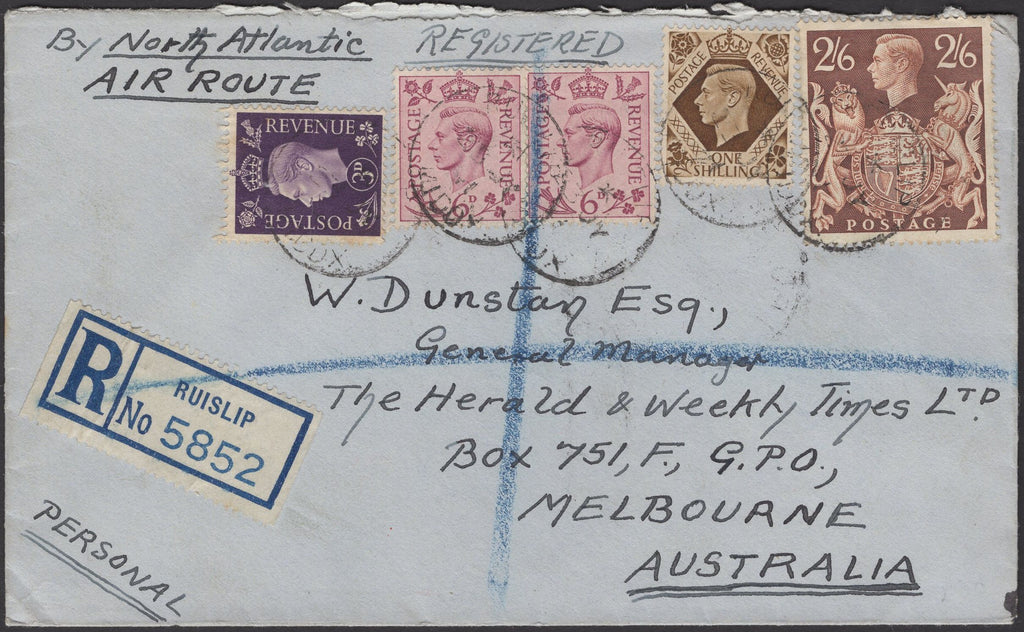 By North Atlantic
AIR ROUTE
REGISTERED
REVENUE
3D
POSTAGE
POSTAGE REVENUE
6D
POSTAGE REVENUE
6D
POSTAGE REVENUE
ONE
SHILLING
2/6 2/6
POSTAGE
W. Dunstan Esq.,
General Manager
The Herald & Weekly Times LTD
Box 751, F., G.P.O.,
MELBOURNE
AUSTRALIA
R
RUISLIP
No 5852
PERSONAL